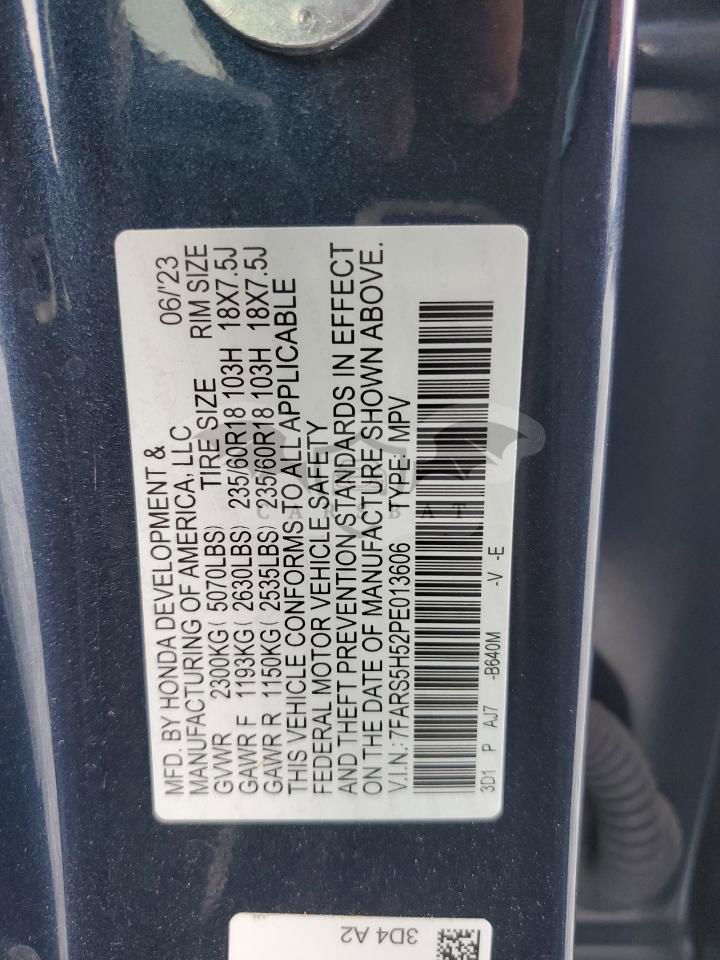 MFD. BY HONDA DEVELOPMENT & 06/'23
MANUFACTURING OF AMERICA, LLC
GVWR 2300KG( 5070LBS) TIRE SIZE RIM SIZE
GAWR F 1193KG( 2630LBS) 235/60R18 103H 18X7.5J
GAWR R 1150KG( 2535LBS) 235/60R18 103H 18X7.5J
THIS VEHICLE CONFORMS TO ALL APPLICABLE
FEDERAL MOTOR VEHICLE SAFETY
AND THEFT PREVENTION STANDARDS IN EFFECT
ON THE DATE OF MANUFACTURE SHOWN ABOVE.
V.I.N.: 7FARS5H52PE013606 TYPE: MPV
3D1 P AJ7 -B640M -V -E
CARSBAT
3D4 A2